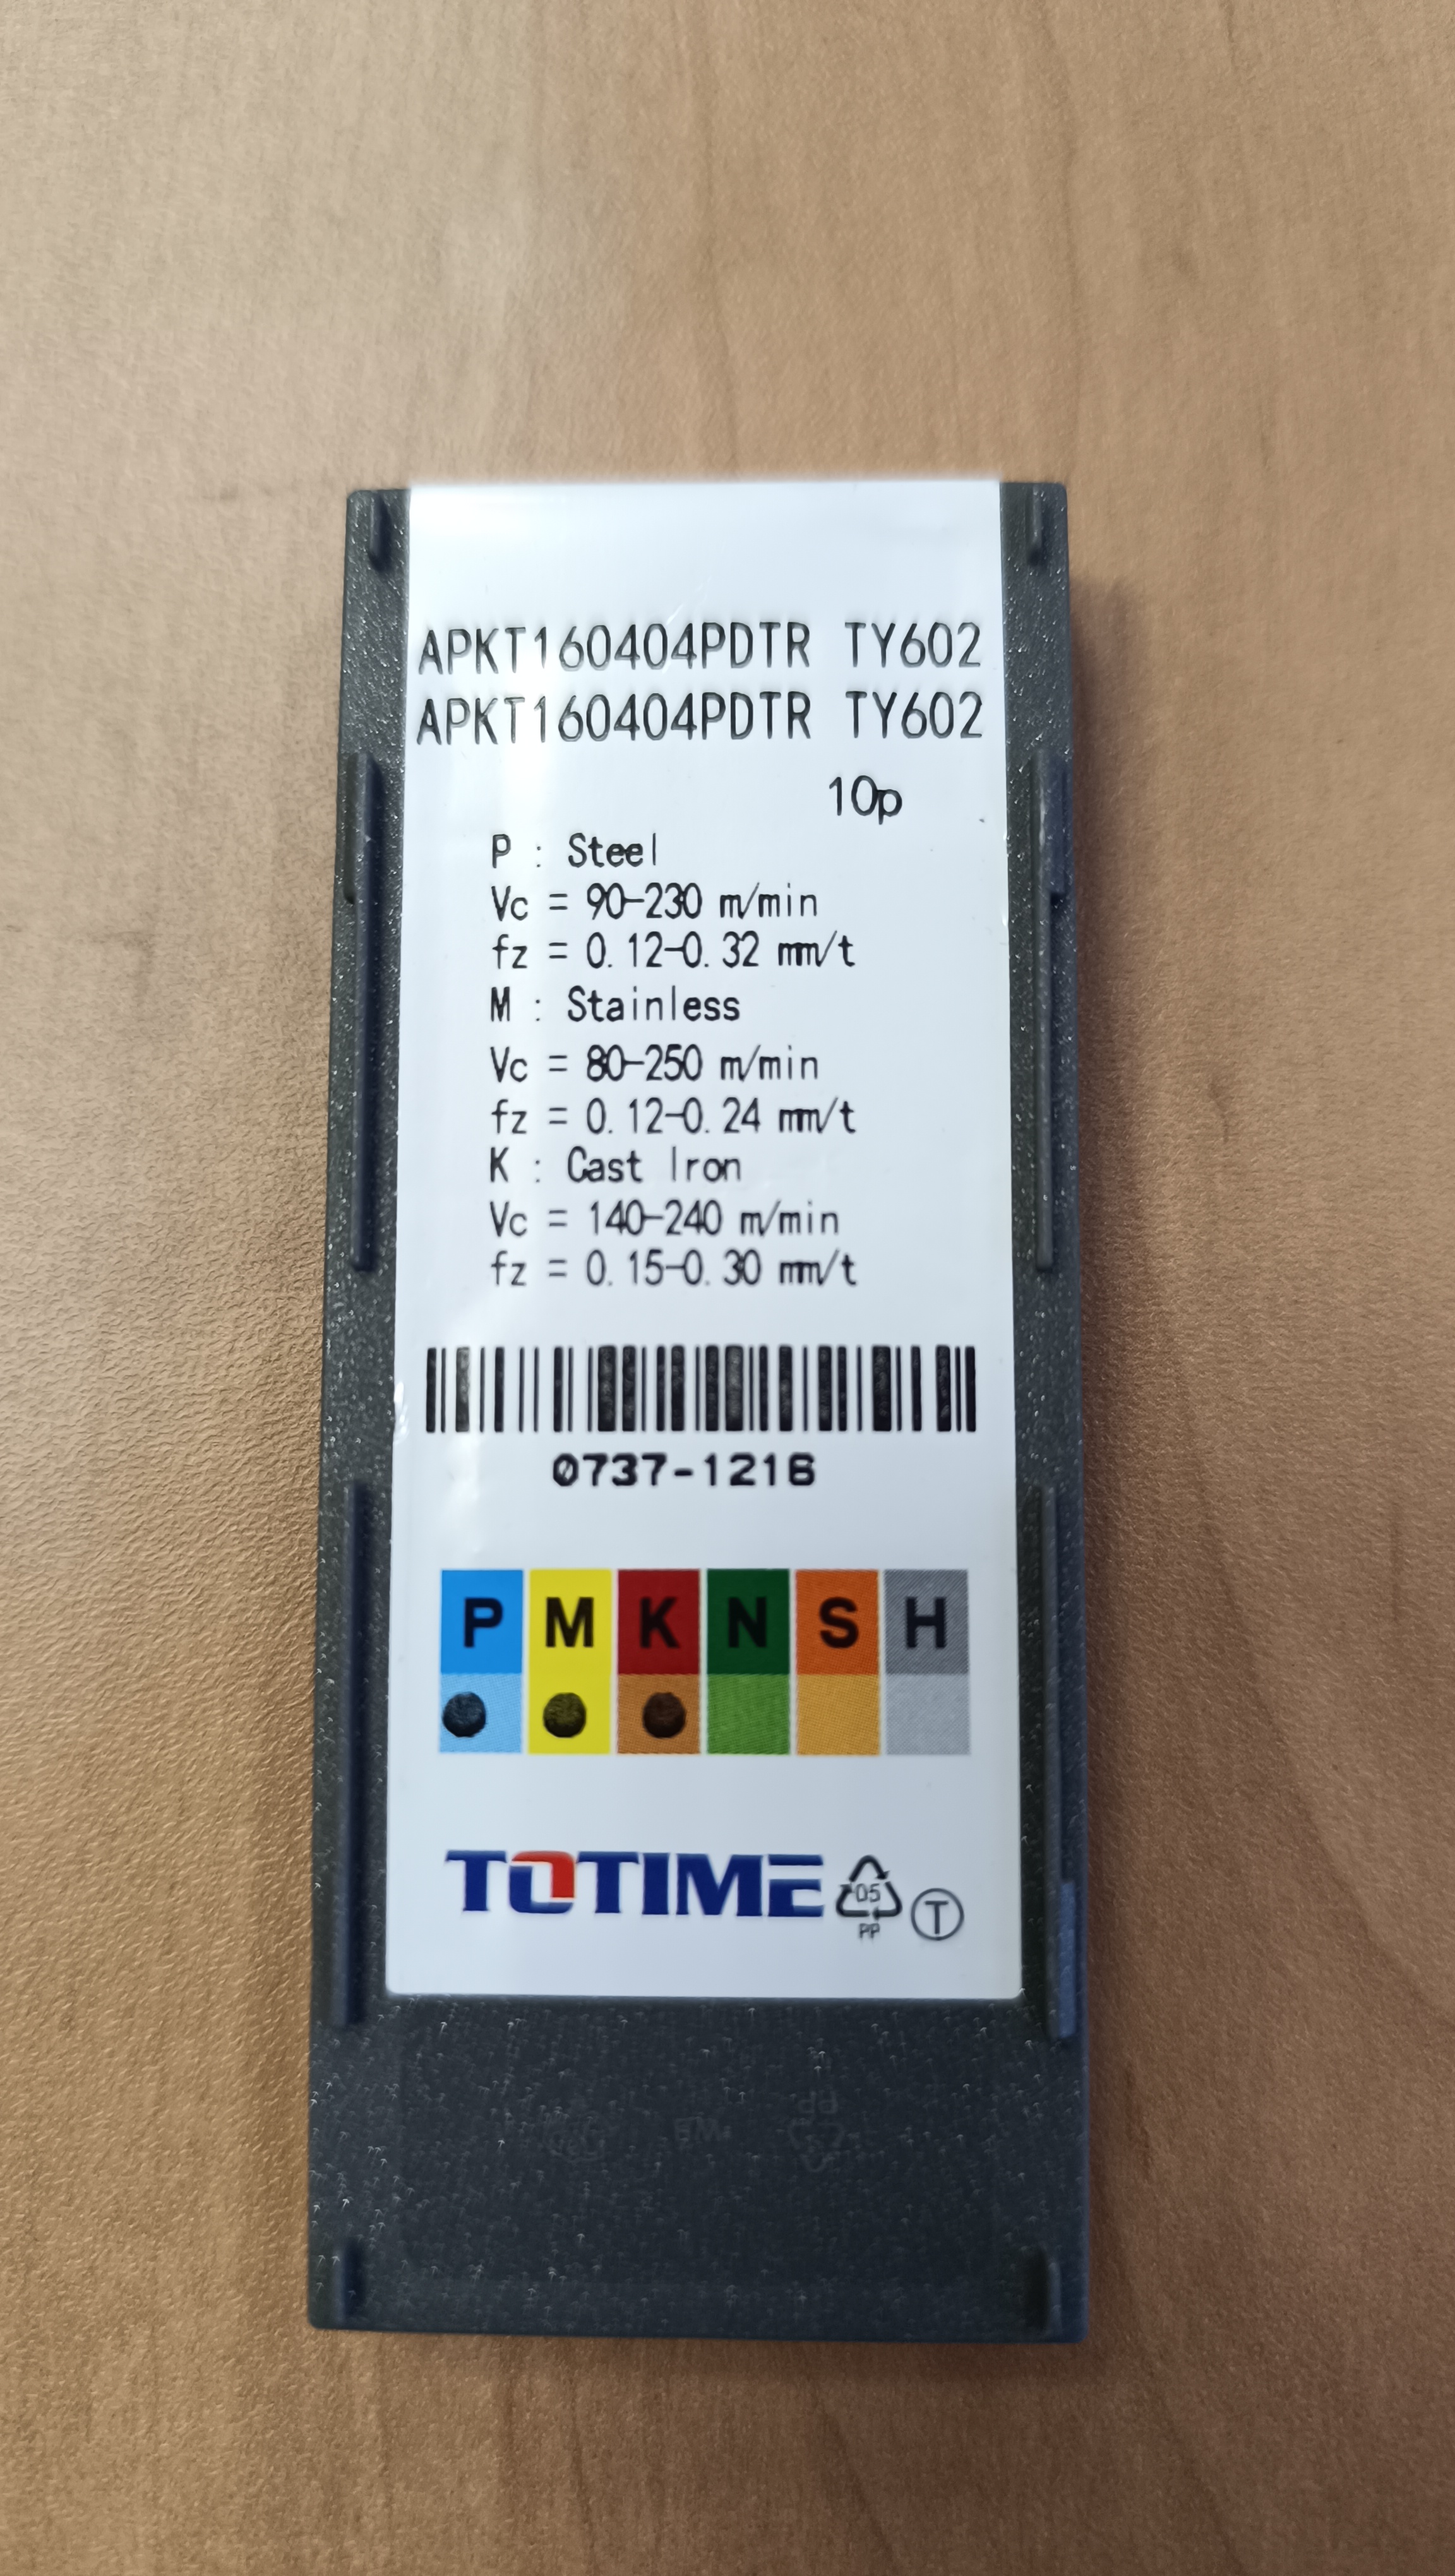 APKT160404PDTR TY602
APKT160404PDTR TY602
10p
P : Steel
Vc = 90-230 m/min
fz = 0.12-0.32 mm/t
M : Stainless
Vc = 80-250 m/min
fz = 0.12-0.24 mm/t
K : Cast Iron
Vc = 140-240 m/min
fz = 0.15-0.30 mm/t
0737-1216
P M K N S H
TOTIME 05 PP T